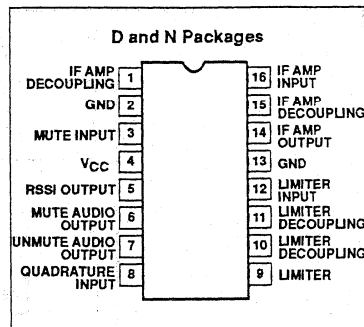 D and N Packages
IF AMP
DECOUPLING
1
GND
2
MUTE INPUT
3
VCC
4
RSSI OUTPUT
5
MUTE AUDIO
OUTPUT
6
UNMUTE AUDIO
OUTPUT
7
QUADRATURE
INPUT
8
16
IF AMP
INPUT
15
IF AMP
DECOUPLING
14
IF AMP
OUTPUT
13
GND
12
LIMITER
INPUT
11
LIMITER
DECOUPLING
10
LIMITER
DECOUPLING
9
LIMITER